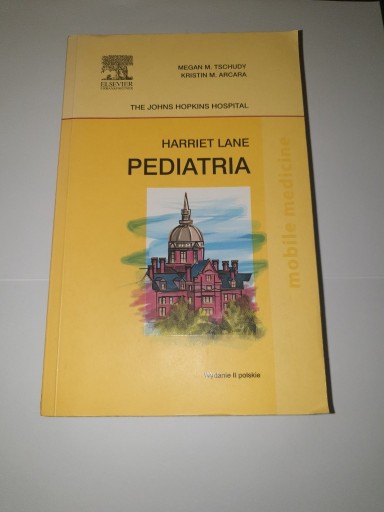 MEGAN M. TSCHUDY
KRISTIN M. ARCARA
ELSEVIER
THE JOHNS HOPKINS HOSPITAL
HARRIET LANE
PEDIATRIA
mobile medicine
wydanie II polskie